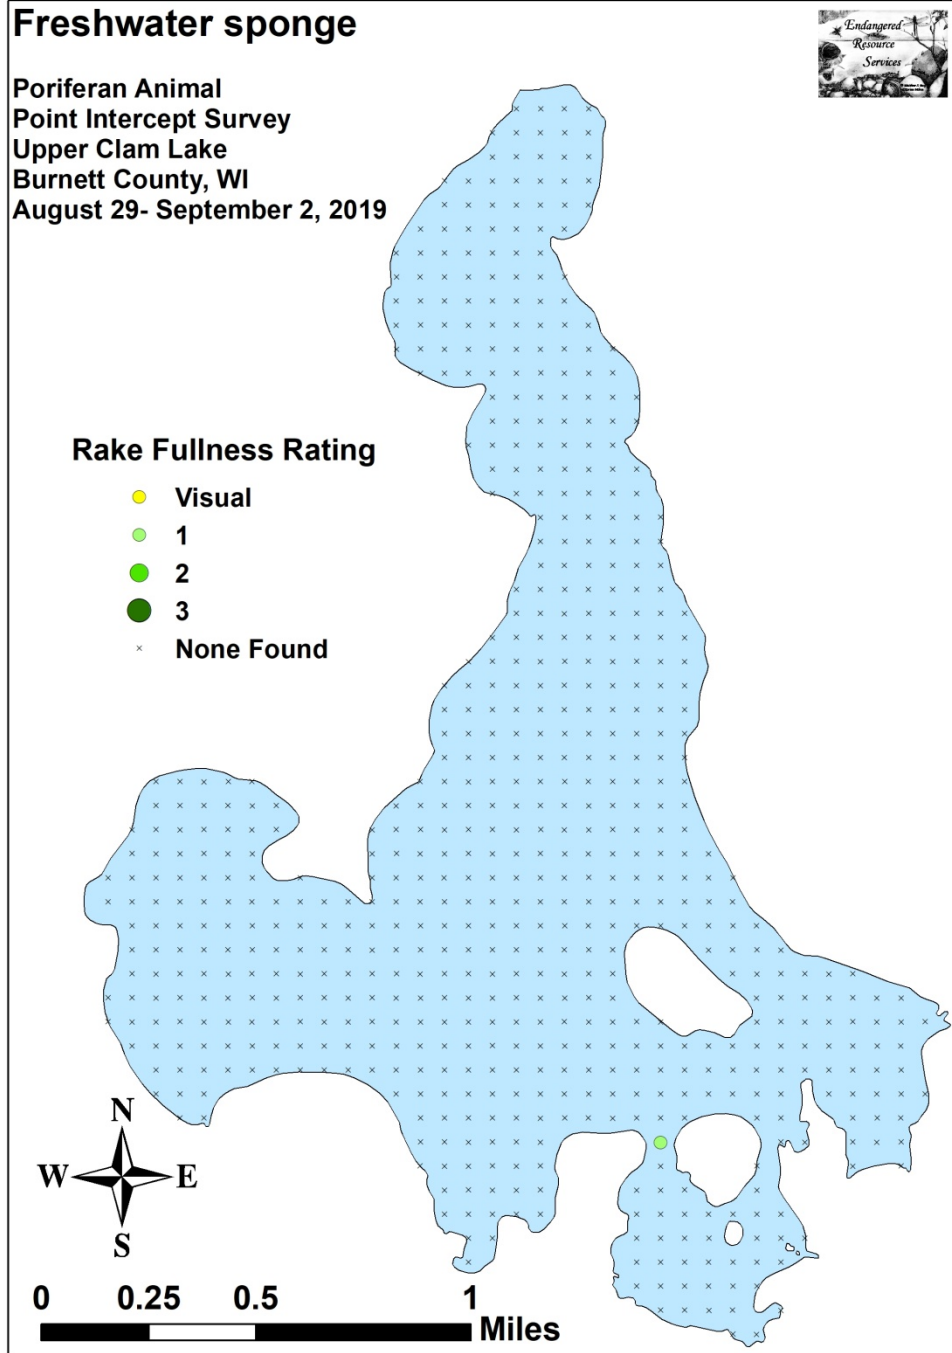 Freshwater sponge
Endangered
Resource
Services
Poriferan Animal
Point Intercept Survey
Upper Clam Lake
Burnett County, WI
August 29- September 2, 2019
Rake Fullness Rating
Visual
1
2
3
None Found
N
W E
S
0 0.25 0.5 1
Miles